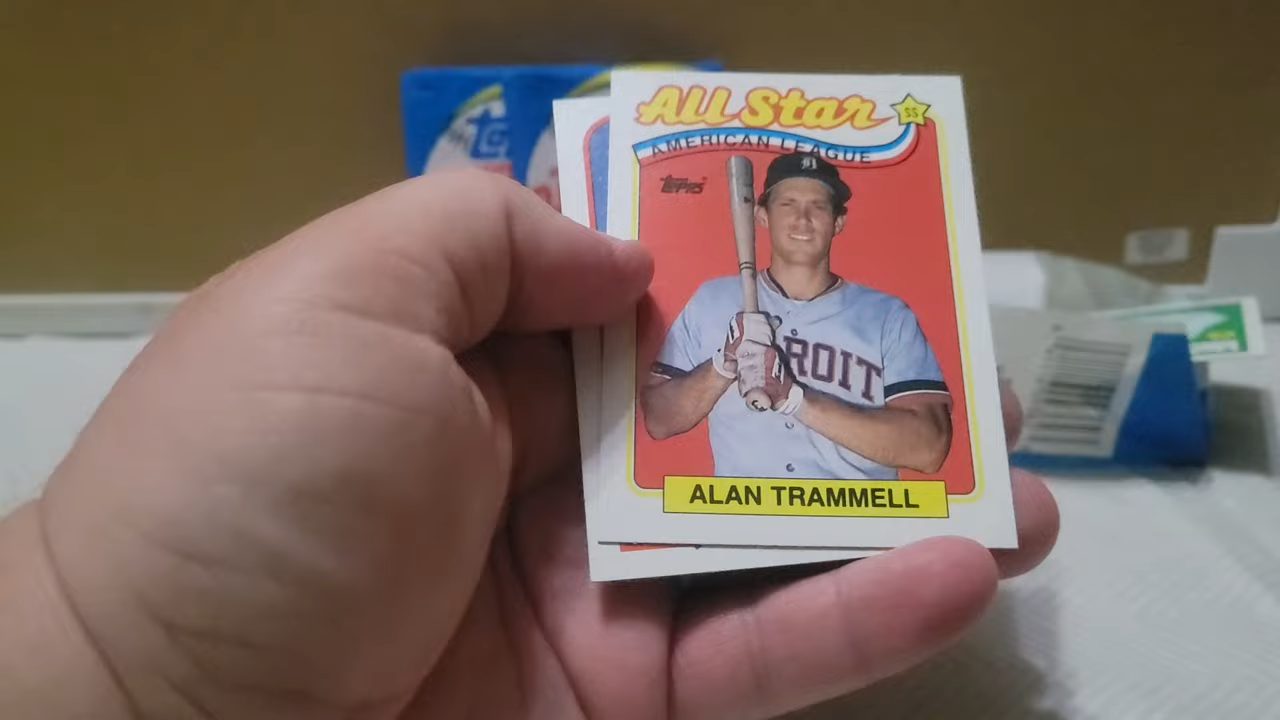 All Star
SS
AMERICAN LEAGUE
TOPPS
D
ROIT
ALAN TRAMMELL